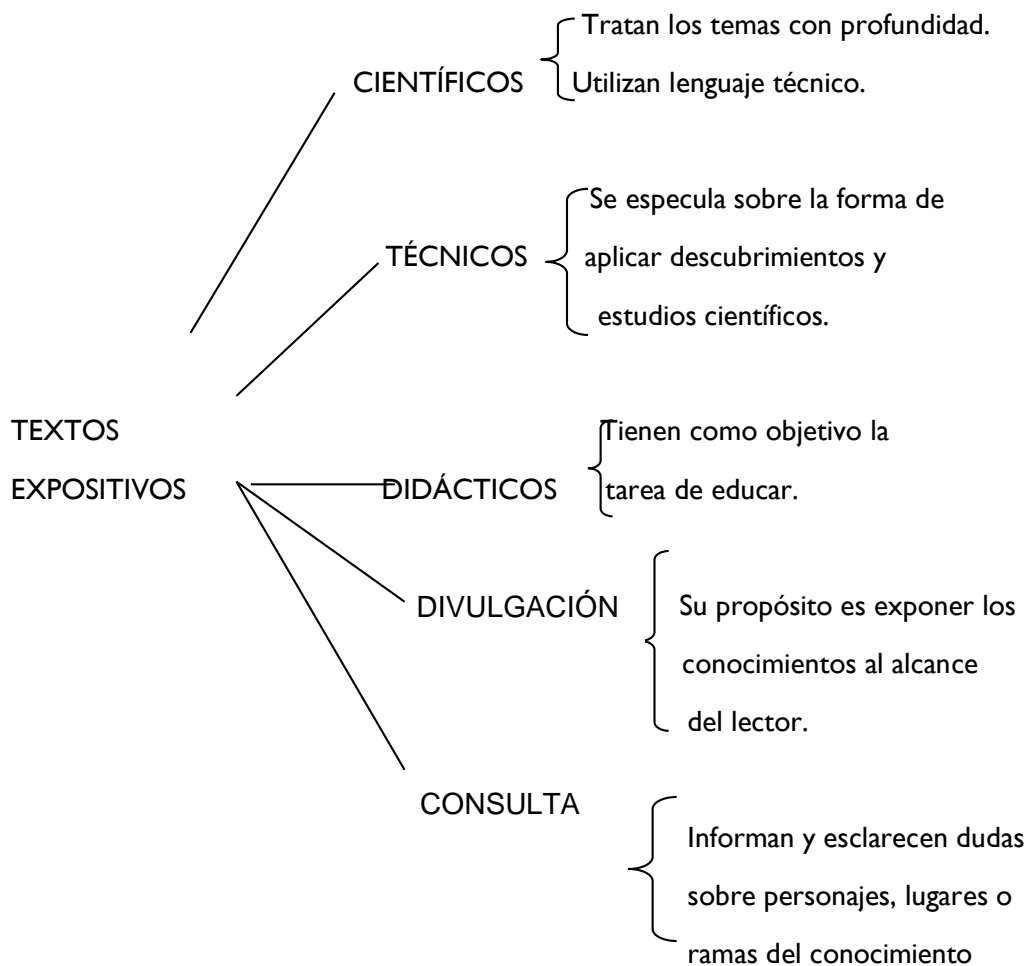 Tratan los temas con profundidad.
CIENTÍFICOS
Utilizan lenguaje técnico.
Se especula sobre la forma de
TÉCNICOS
aplicar descubrimientos y
estudios científicos.
TEXTOS
EXPOSITIVOS
Tienen como objetivo la
DIDÁCTICOS
tarea de educar.
DIVULGACIÓN
Su propósito es exponer los
conocimientos al alcance
del lector.
CONSULTA
Informan y esclarecen dudas
sobre personajes, lugares o
ramas del conocimiento